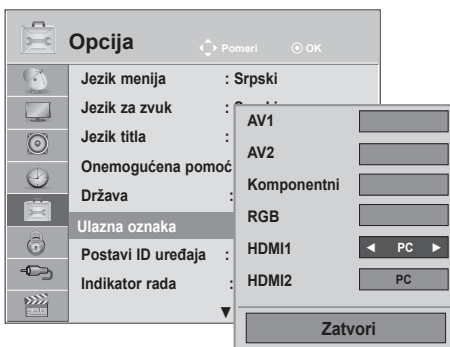 Opcija
Pomeri OK
Jezik menija : Srpski
Jezik za zvuk :
Jezik titla :
Onemogućena pomoć
Država :
Ulazna oznaka
Postavi ID uređaja :
Indikator rada :
AV1
AV2
Komponentni
RGB
HDMI1 ◄ PC ►
HDMI2 PC
Zatvori